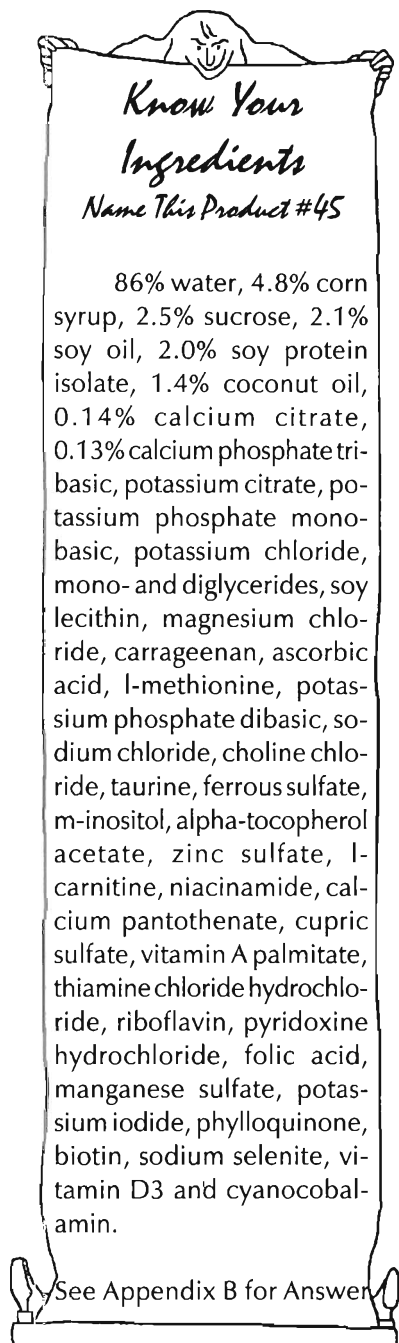 Know Your
Ingredients
Name This Product #45
86% water, 4.8% corn
syrup, 2.5% sucrose, 2.1%
soy oil, 2.0% soy protein
isolate, 1.4% coconut oil,
0.14% calcium citrate,
0.13% calcium phosphate tri-
basic, potassium citrate, po-
tassium phosphate mono-
basic, potassium chloride,
mono- and diglycerides, soy
lecithin, magnesium chlo-
ride, carrageenan, ascorbic
acid, l-methionine, potas-
sium phosphate dibasic, so-
dium chloride, choline chlo-
ride, taurine, ferrous sulfate,
m-inositol, alpha-tocopherol
acetate, zinc sulfate, l-
carnitine, niacinamide, cal-
cium pantothenate, cupric
sulfate, vitamin A palmitate,
thiamine chloride hydrochlo-
ride, riboflavin, pyridoxine
hydrochloride, folic acid,
manganese sulfate, potas-
sium iodide, phylloquinone,
biotin, sodium selenite, vi-
tamin D3 and cyanocobal-
amin.
See Appendix B for Answer